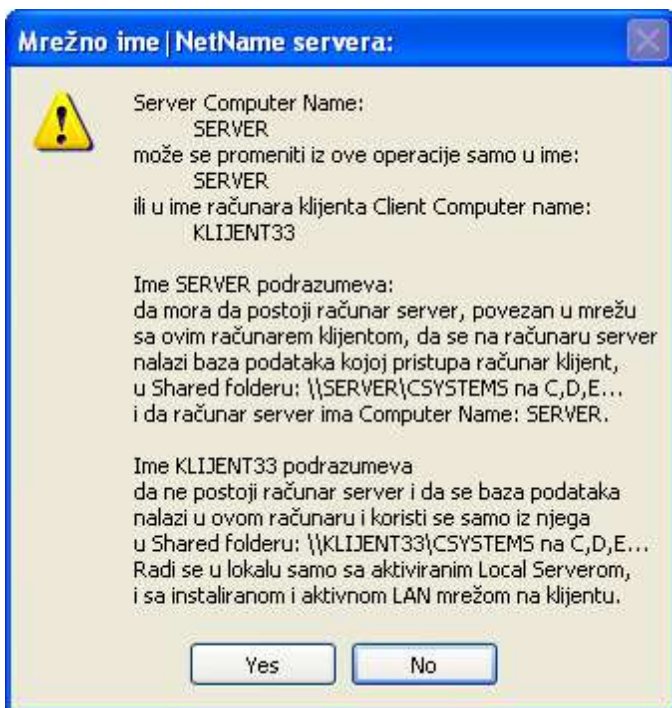 Mrežno ime|NetName servera:
Server Computer Name:
SERVER
može se promeniti iz ove operacije samo u ime:
SERVER
ili u ime računara klijenta Client Computer name:
KLIJENT33
Ime SERVER podrazumeva:
da mora da postoji računar server, povezan u mrežu
sa ovim računarem klijentom, da se na računaru server
nalazi baza podataka kojoj pristupa računar klijent,
u Shared folderu: \\SERVER\CSYSTEMS na C,D,E...
i da računar server ima Computer Name: SERVER.
Ime KLIJENT33 podrazumeva
da ne postoji računar server i da se baza podataka
nalazi u ovom računaru i koristi se samo iz njega
u Shared folderu: \\KLIJENT33\CSYSTEMS na C,D,E...
Radi se u lokalu samo sa aktiviranim Local Serverom,
i sa instaliranom i aktivnom LAN mrežom na klijentu.
Yes No